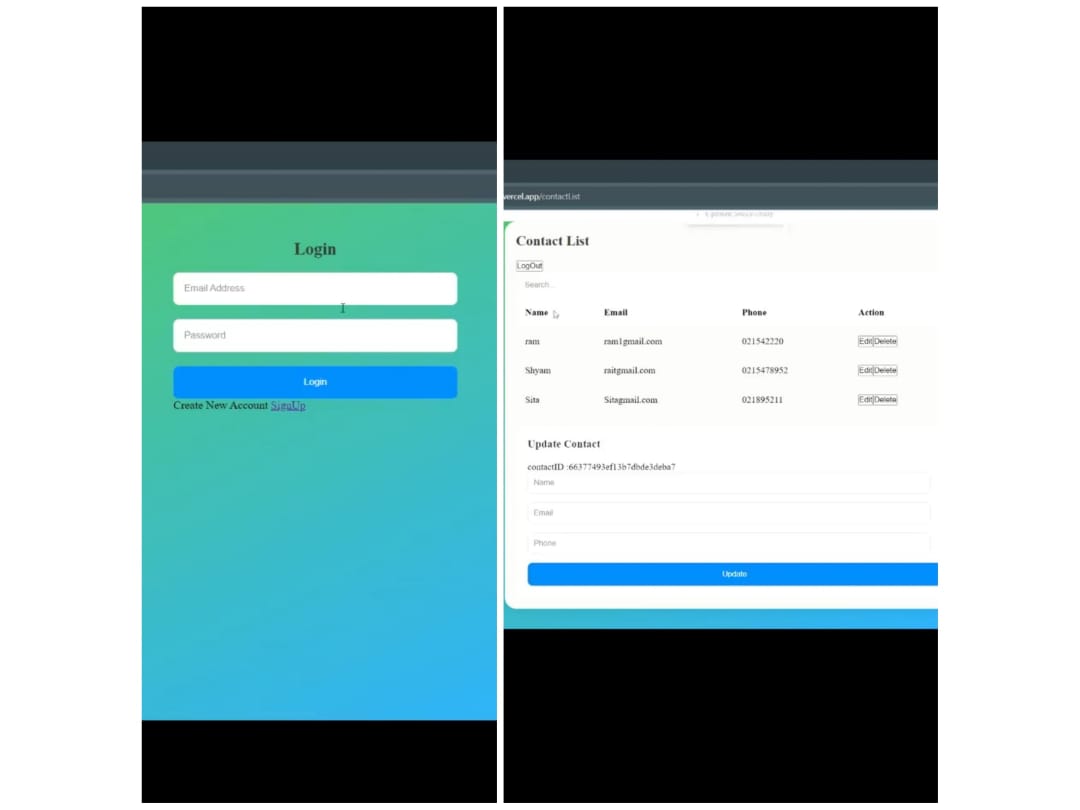 Login
Email Address
Password
Login
Create New Account SignUp
vercel.app/contactList
Contact List
LogOut
Search...
Name Email Phone Action
ram ram1gmail.com 021542220 Edit Delete
Shyam raitgmail.com 0215478952 Edit Delete
Sita Sitagmail.com 021895211 Edit Delete
Update Contact
contactID :66377493ef13b7dbde3deba7
Name
Email
Phone
Update